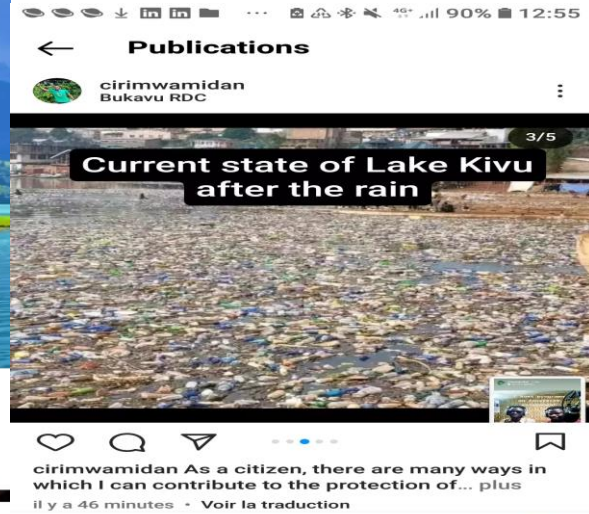 90% 12:55
Publications
cirimwamidan
Bukavu RDC
3/5
Current state of Lake Kivu
after the rain
cirimwamidan As a citizen, there are many ways in
which I can contribute to the protection of... plus
il y a 46 minutes · Voir la traduction